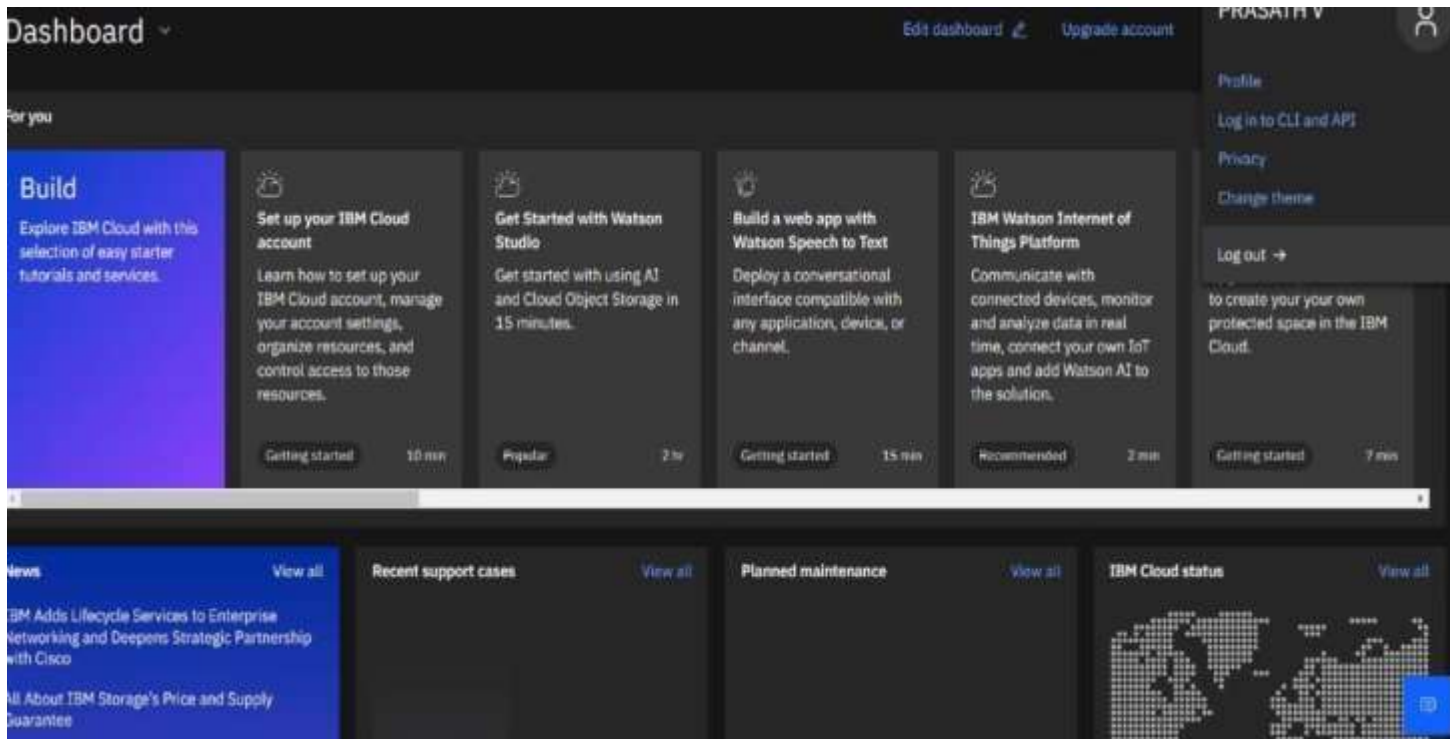 Dashboard
Edit dashboard
Upgrade account
PRASATH V
Profile
Log in to CLI and API
Privacy
Change theme
Log out →
For you
Build
Explore IBM Cloud with this
selection of easy starter
tutorials and services.
Set up your IBM Cloud
account
Learn how to set up your
IBM Cloud account, manage
your account settings,
organize resources, and
control access to those
resources.
Getting started 10 min
Get Started with Watson
Studio
Get started with using AI
and Cloud Object Storage in
15 minutes.
Popular 2 hr
Build a web app with
Watson Speech to Text
Deploy a conversational
interface compatible with
any application, device, or
channel.
Getting started 15 min
IBM Watson Internet of
Things Platform
Communicate with
connected devices, monitor
and analyze data in real
time, connect your own IoT
apps and add Watson AI to
the solution.
Recommended 2 min
to create your your own
protected space in the IBM
Cloud.
Getting started 7 min
News View all
IBM Adds Lifecycle Services to Enterprise
Networking and Deepens Strategic Partnership
with Cisco
All About IBM Storage's Price and Supply
Guarantee
Recent support cases View all
Planned maintenance View all
IBM Cloud status View all